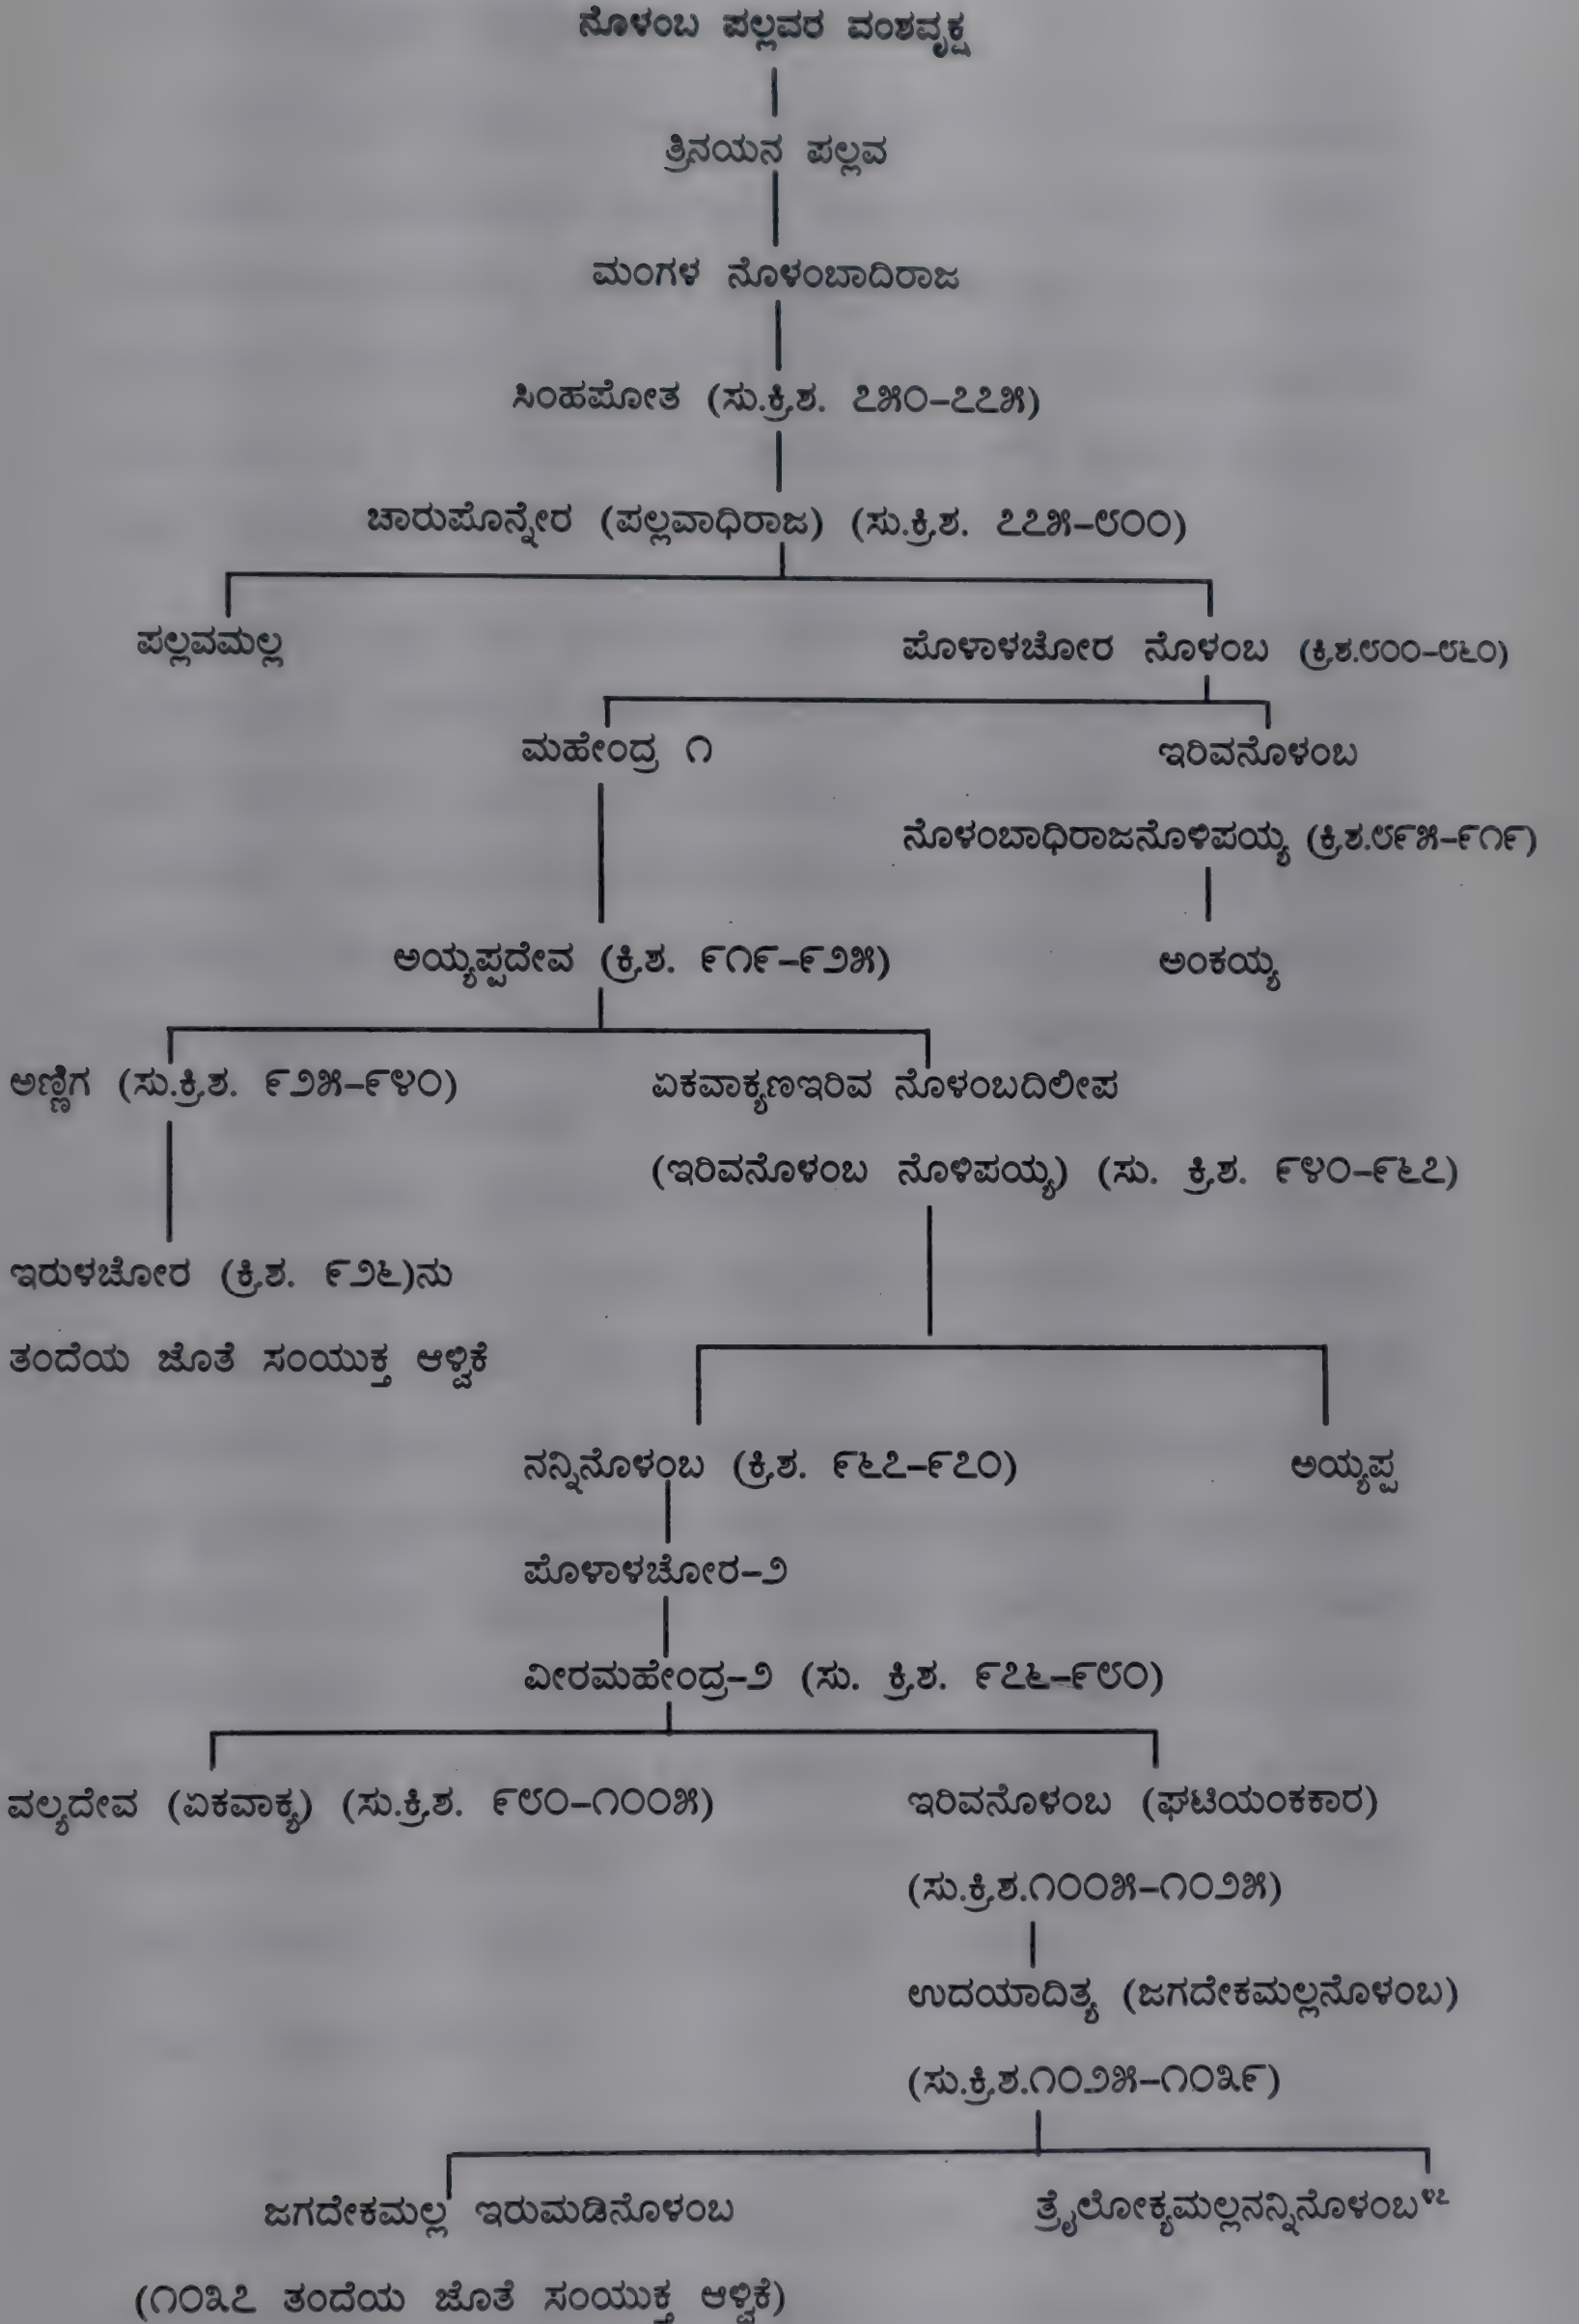 ನೊಳಂಬ ಪಲ್ಲವರ ವಂಶವೃಕ್ಷ
ತ್ರಿನಯನ ಪಲ್ಲವ
ಮಂಗಳ ನೊಳಂಬಾದಿರಾಜ
ಸಿಂಹಪೋತ (ಸು.ಕ್ರಿ.ಶ. ೭೫೦–೭೭೫)
ಚಾರುಪೊನ್ನೇರ (ಪಲ್ಲವಾಧಿರಾಜ) (ಸು.ಕ್ರಿ.ಶ. ೭೭೫–೮೦೦)
ಪಲ್ಲವಮಲ್ಲ ಪೊಳಾಳಚೋರ ನೊಳಂಬ (ಕ್ರಿ.ಶ.೮೦೦–೮೬೦)
ಮಹೇಂದ್ರ ೧ ಇರಿವನೊಳಂಬ
ನೊಳಂಬಾಧಿರಾಜನೊಳಿಪಯ್ಯ (ಕ್ರಿ.ಶ.೮೯೫–೯೧೯)
ಅಯ್ಯಪ್ಪದೇವ (ಕ್ರಿ.ಶ. ೯೧೯–೯೨೫) ಅಂಕಯ್ಯ
ಅಣ್ಣಿಗ (ಸು.ಕ್ರಿ.ಶ. ೯೨೫–೯೪೦) ಏಕವಾಕ್ಯಣಇರಿವ ನೊಳಂಬದಿಲೀಪ
(ಇರಿವನೊಳಂಬ ನೊಳಿಪಯ್ಯ) (ಸು. ಕ್ರಿ.ಶ. ೯೪೦–೯೬೭)
ಇರುಳಚೋರ (ಕ್ರಿ.ಶ. ೯೨೬)ನು
ತಂದೆಯ ಜೊತೆ ಸಂಯುಕ್ತ ಆಳ್ವಿಕೆ
ನನ್ನಿನೊಳಂಬ (ಕ್ರಿ.ಶ. ೯೬೭–೯೭೦) ಅಯ್ಯಪ್ಪ
ಪೊಳಾಳಚೋರ–೨
ವೀರಮಹೇಂದ್ರ–೨ (ಸು. ಕ್ರಿ.ಶ. ೯೭೬–೯೮೦)
ವಲ್ಯದೇವ (ಏಕವಾಕ್ಯ) (ಸು.ಕ್ರಿ.ಶ. ೯೮೦–೧೦೦೫) ಇರಿವನೊಳಂಬ (ಘಟಿಯಂಕಕಾರ)
(ಸು.ಕ್ರಿ.ಶ.೧೦೦೫–೧೦೨೫)
ಉದಯಾದಿತ್ಯ (ಜಗದೇಕಮಲ್ಲನೊಳಂಬ)
(ಸು.ಕ್ರಿ.ಶ.೧೦೨೫–೧೦೩೯)
ಜಗದೇಕಮಲ್ಲ ಇರುಮಡಿನೊಳಂಬ ತ್ರೈಲೋಕ್ಯಮಲ್ಲನನ್ನಿನೊಳಂಬ೪೭
(೧೦೩೭ ತಂದೆಯ ಜೊತೆ ಸಂಯುಕ್ತ ಆಳ್ವಿಕೆ)